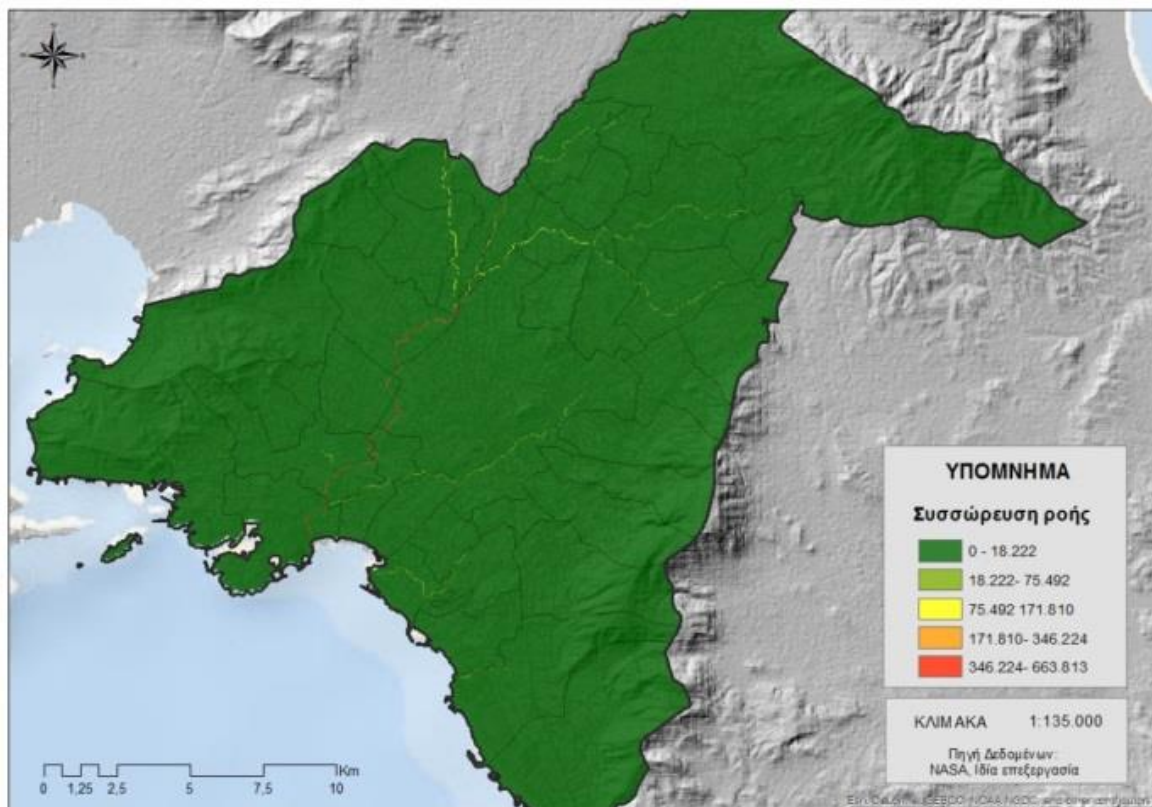 ΥΠΟΜΝΗΜΑ
Συσσώρευση ροής
0 - 18.222
18.222- 75.492
75.492 171.810
171.810- 346.224
346.224- 663.813
ΚΛΙΜΑΚΑ 1:135.000
Πηγή Δεδομένων:
NASA, Ιδία επεξεργασία
Km
0 1,25 2,5 5 7,5 10